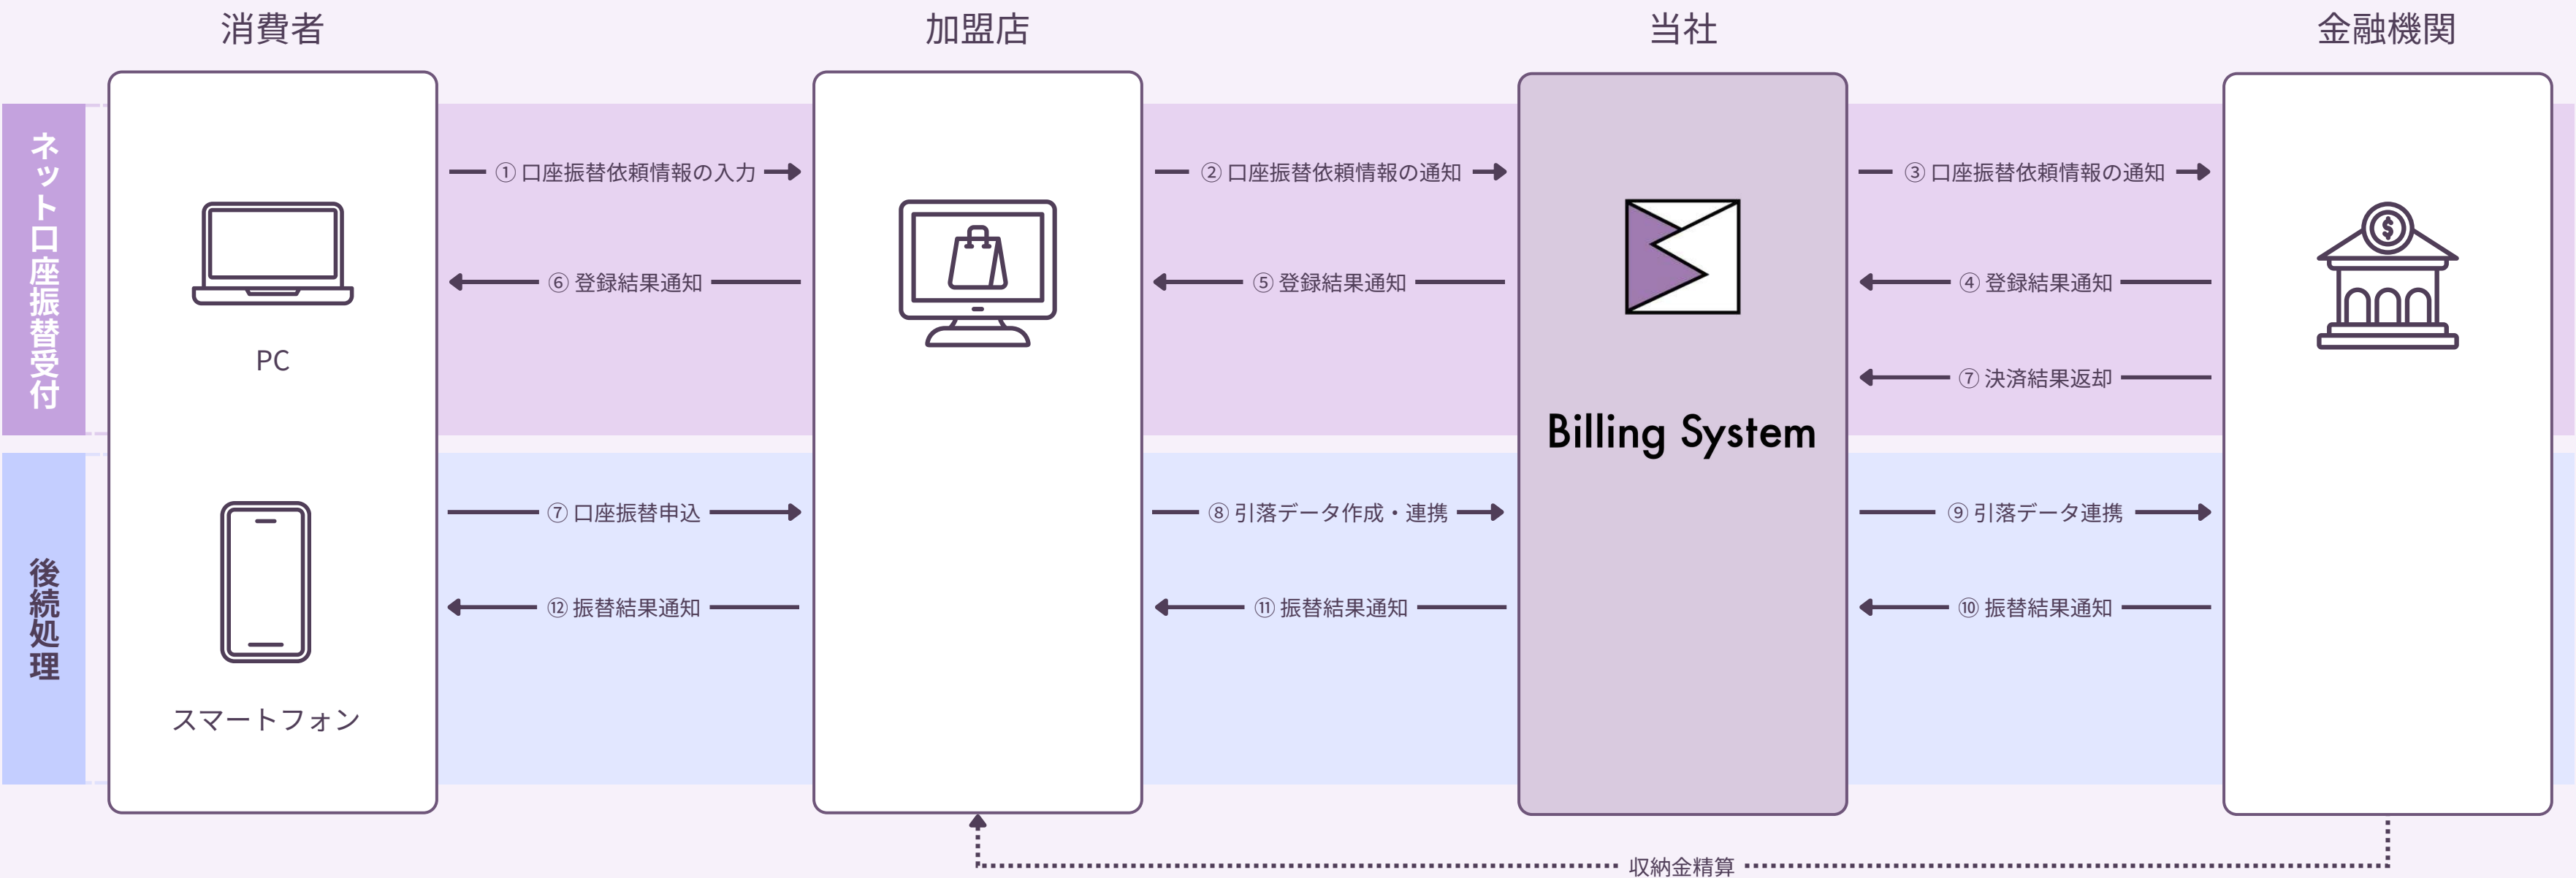 消費者
加盟店
当社
金融機関
ネット口座振替受付
① 口座振替依頼情報の入力
② 口座振替依頼情報の通知
③ 口座振替依頼情報の通知
⑥ 登録結果通知
⑤ 登録結果通知
④ 登録結果通知
PC
⑦ 決済結果返却
Billing System
後続処理
⑦ 口座振替申込
⑧ 引落データ作成・連携
⑨ 引落データ連携
⑫ 振替結果通知
⑪ 振替結果通知
⑩ 振替結果通知
スマートフォン
収納金精算